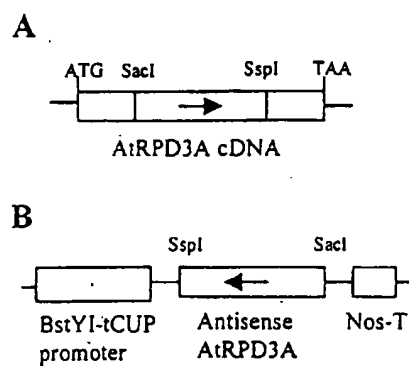 A
ATG SacI SspI TAA
AtRPD3A cDNA
B
SspI SacI
BstYI-tCUP promoter
Antisense AtRPD3A
Nos-T